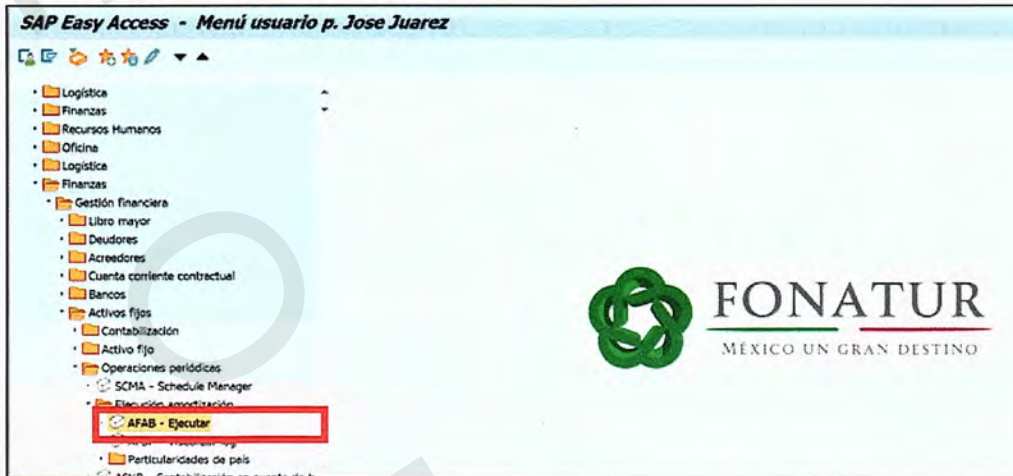 SAP Easy Access - Menú usuario p. Jose Juarez
Logística
Finanzas
Recursos Humanos
Oficina
Logística
Finanzas
Gestión financiera
Libro mayor
Deudores
Acreedores
Cuenta corriente contractual
Bancos
Activos fijos
Contabilización
Activo fijo
Operaciones periódicas
SCMA - Schedule Manager
Ejecución amortización
AFAB - Ejecutar
Particularidades de país
FONATUR
MÉXICO UN GRAN DESTINO